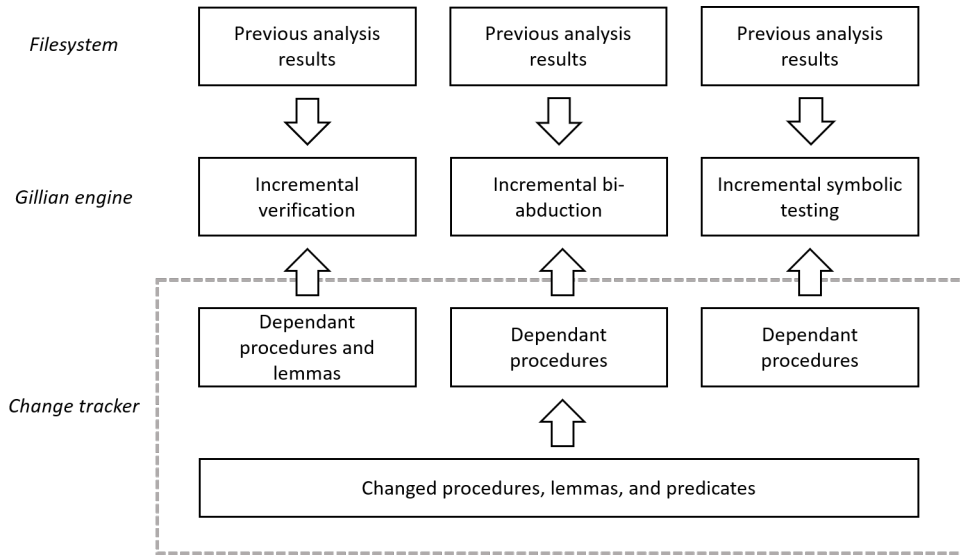 Filesystem
Previous analysis
results
Previous analysis
results
Previous analysis
results
Gillian engine
Incremental
verification
Incremental bi-
abduction
Incremental symbolic
testing
Change tracker
Dependant
procedures and
lemmas
Dependant
procedures
Dependant
procedures
Changed procedures, lemmas, and predicates